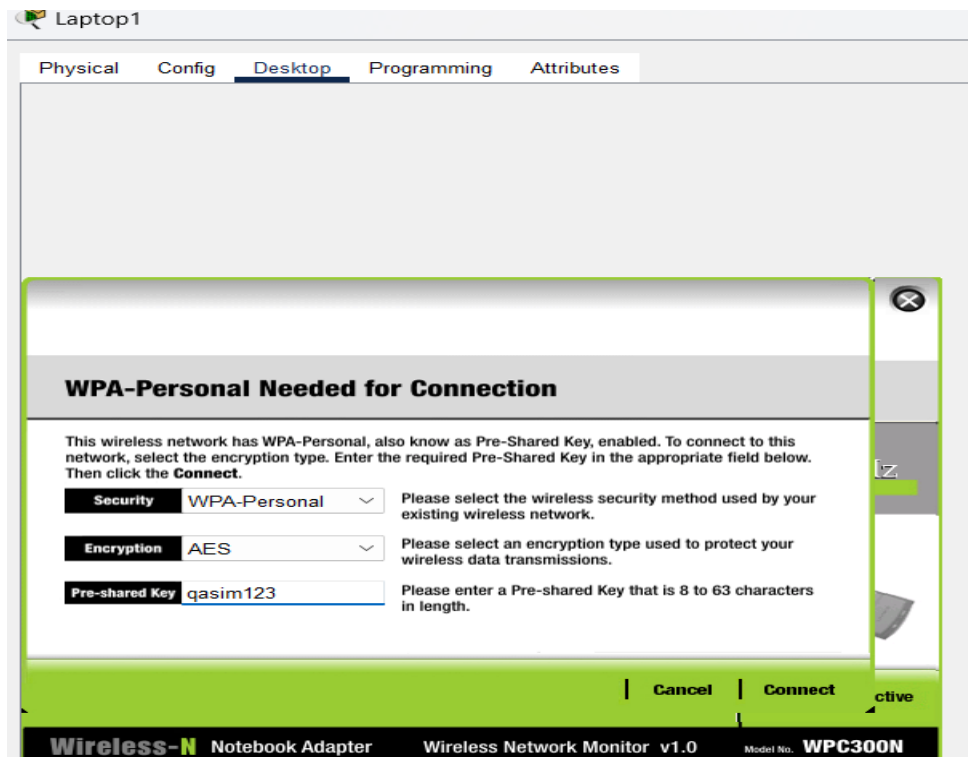 Laptop1
Physical Config Desktop Programming Attributes
WPA-Personal Needed for Connection
This wireless network has WPA-Personal, also know as Pre-Shared Key, enabled. To connect to this
network, select the encryption type. Enter the required Pre-Shared Key in the appropriate field below.
Then click the Connect.
Security WPA-Personal
Please select the wireless security method used by your
existing wireless network.
Encryption AES
Please select an encryption type used to protect your
wireless data transmissions.
Pre-shared Key qasim123
Please enter a Pre-shared Key that is 8 to 63 characters
in length.
Cancel Connect
ctive
Wireless-N Notebook Adapter Wireless Network Monitor v1.0 Model No. WPC300N